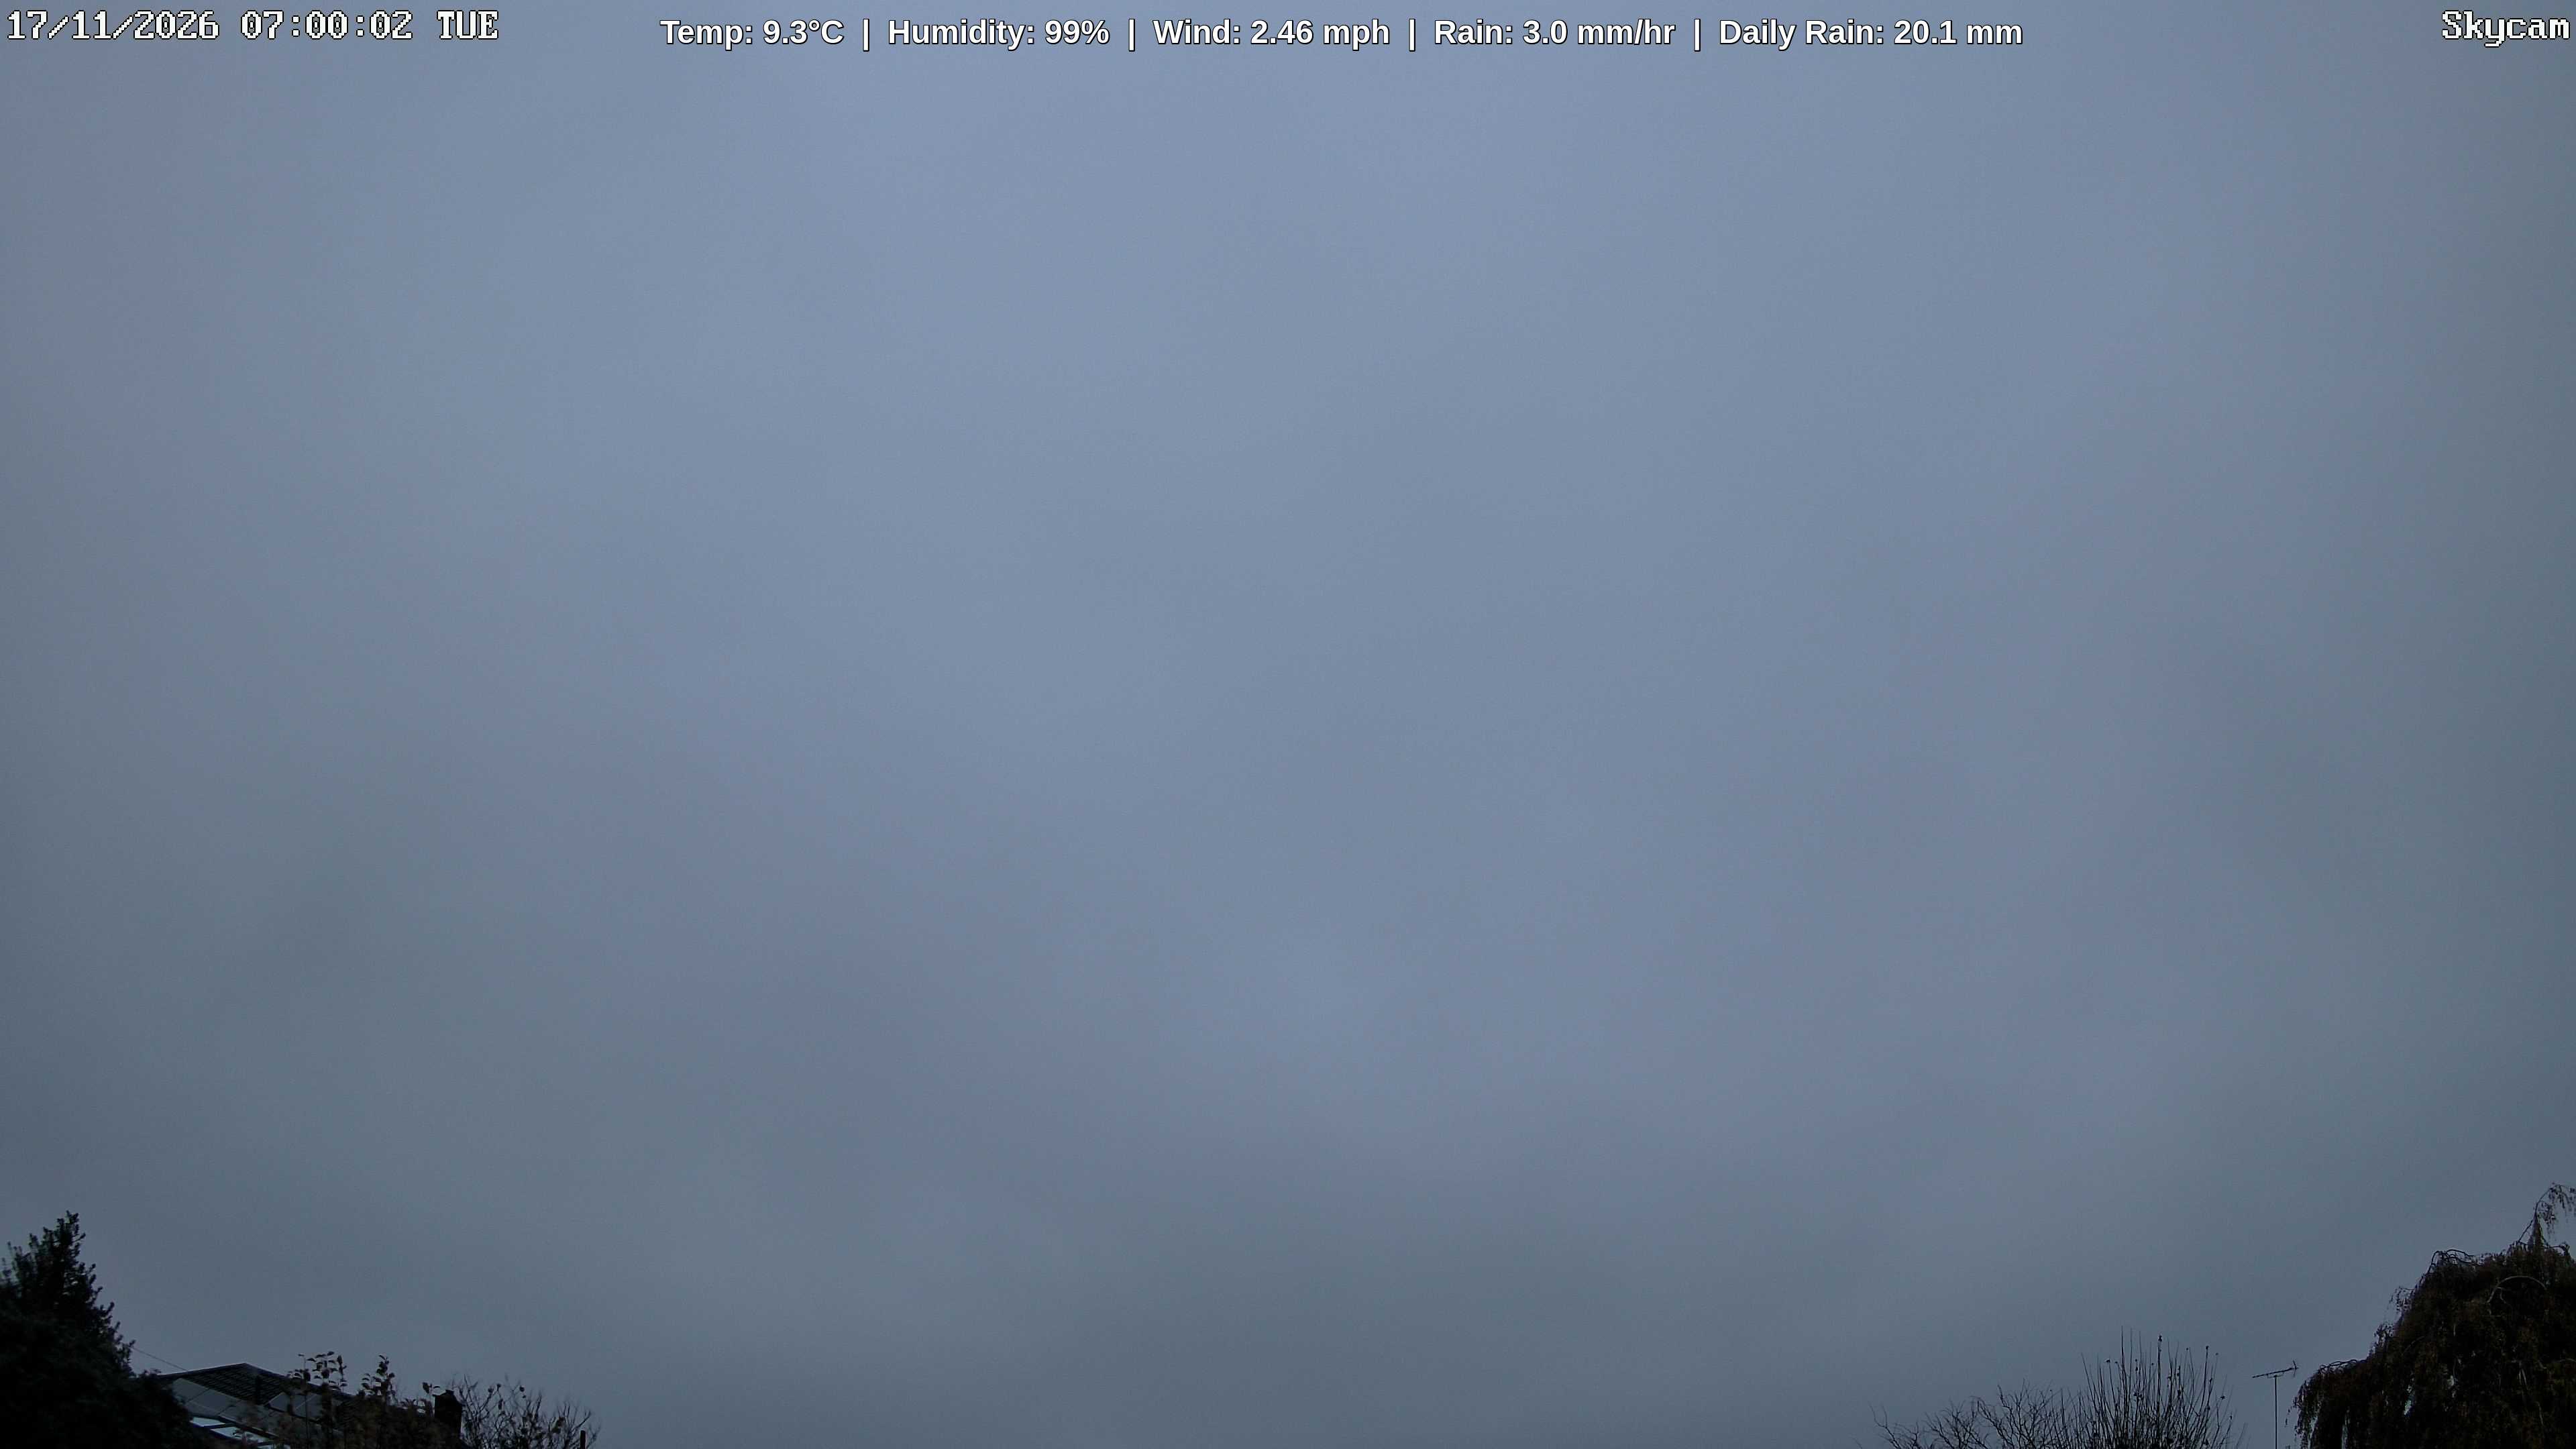 17/11/2026 07:00:02 TUE
Temp: 9.3°C | Humidity: 99% | Wind: 2.46 mph | Rain: 3.0 mm/hr | Daily Rain: 20.1 mm
Skycam